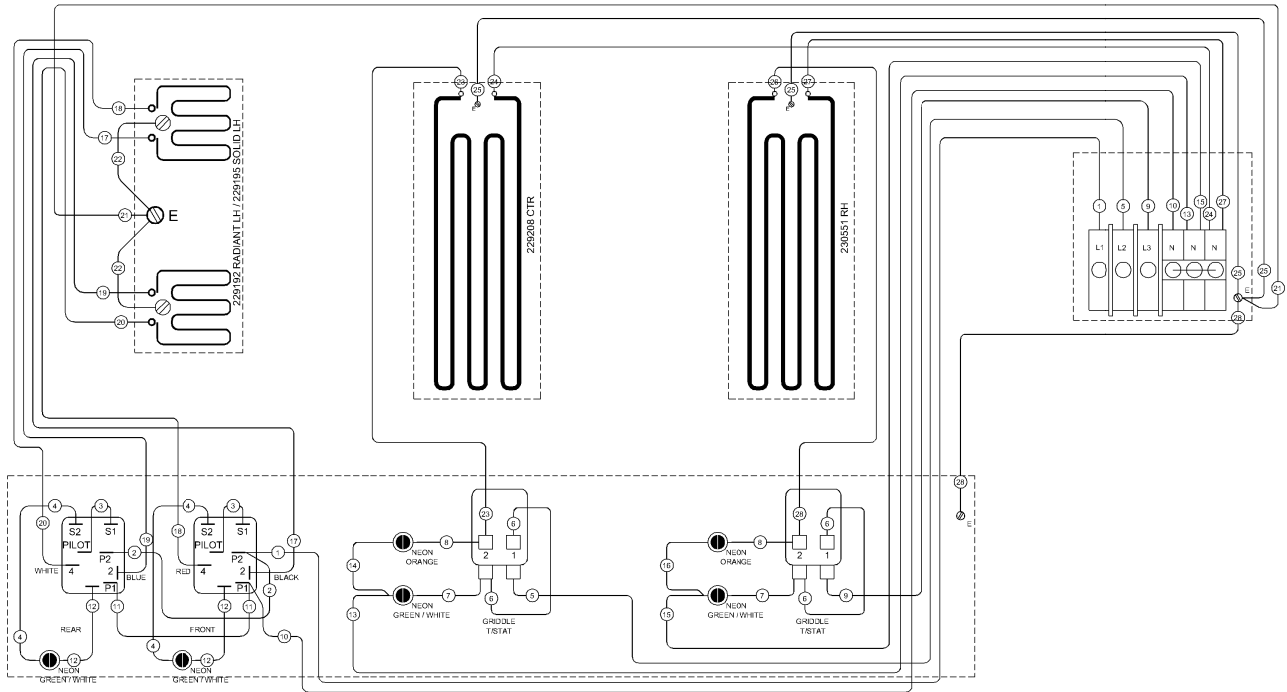 23
24
26
27
25
25
E
E
18
17
22
21
E
22
19
20
229192 RADIANT LH / 229195 SOLID LH
229208 CTR
230551 RH
1
5
9
10
13
15
24
27
L1
L2
L3
N
N
N
25
25
21
E
28
28
E
4
3
4
3
20
S2
S1
19
18
S2
S1
17
PILOT
PILOT
2
P2
1
P2
WHITE
4
2
BLUE
RED
4
2
BLACK
P1
P1
2
12
11
12
11
REAR
FRONT
10
4
4
12
12
NEON
GREEN / WHITE
NEON
GREEN / WHITE
23
6
8
NEON
ORANGE
2
1
14
7
6
5
NEON
GREEN / WHITE
13
GRIDDLE
T/STAT
28
6
8
NEON
ORANGE
2
1
16
7
6
9
NEON
GREEN / WHITE
15
GRIDDLE
T/STAT